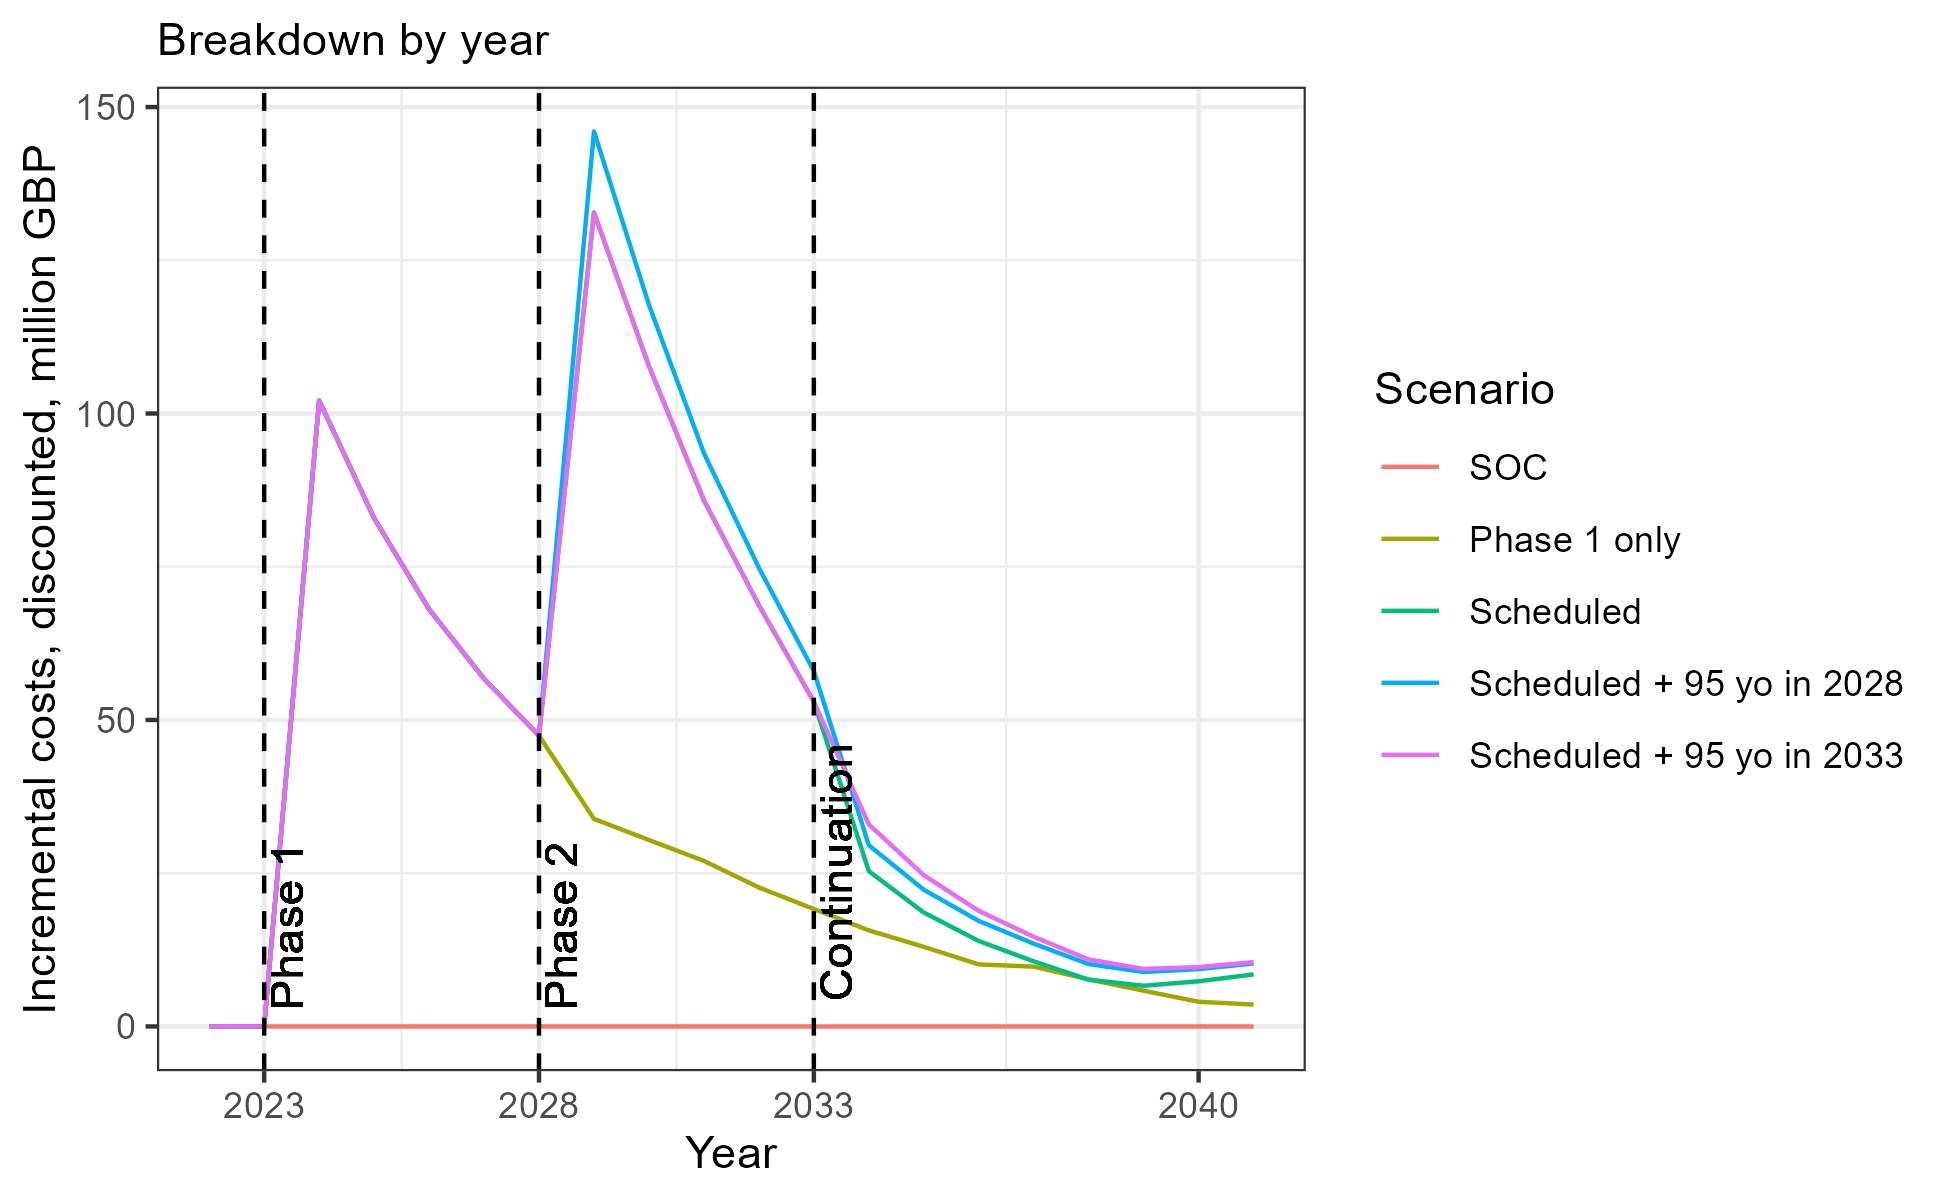 Breakdown by year
Incremental costs, discounted, million GBP
150
100
50
0
Phase 1
Phase 2
Continuation
2023
2028
2033
2040
Year
Scenario
SOC
Phase 1 only
Scheduled
Scheduled + 95 yo in 2028
Scheduled + 95 yo in 2033